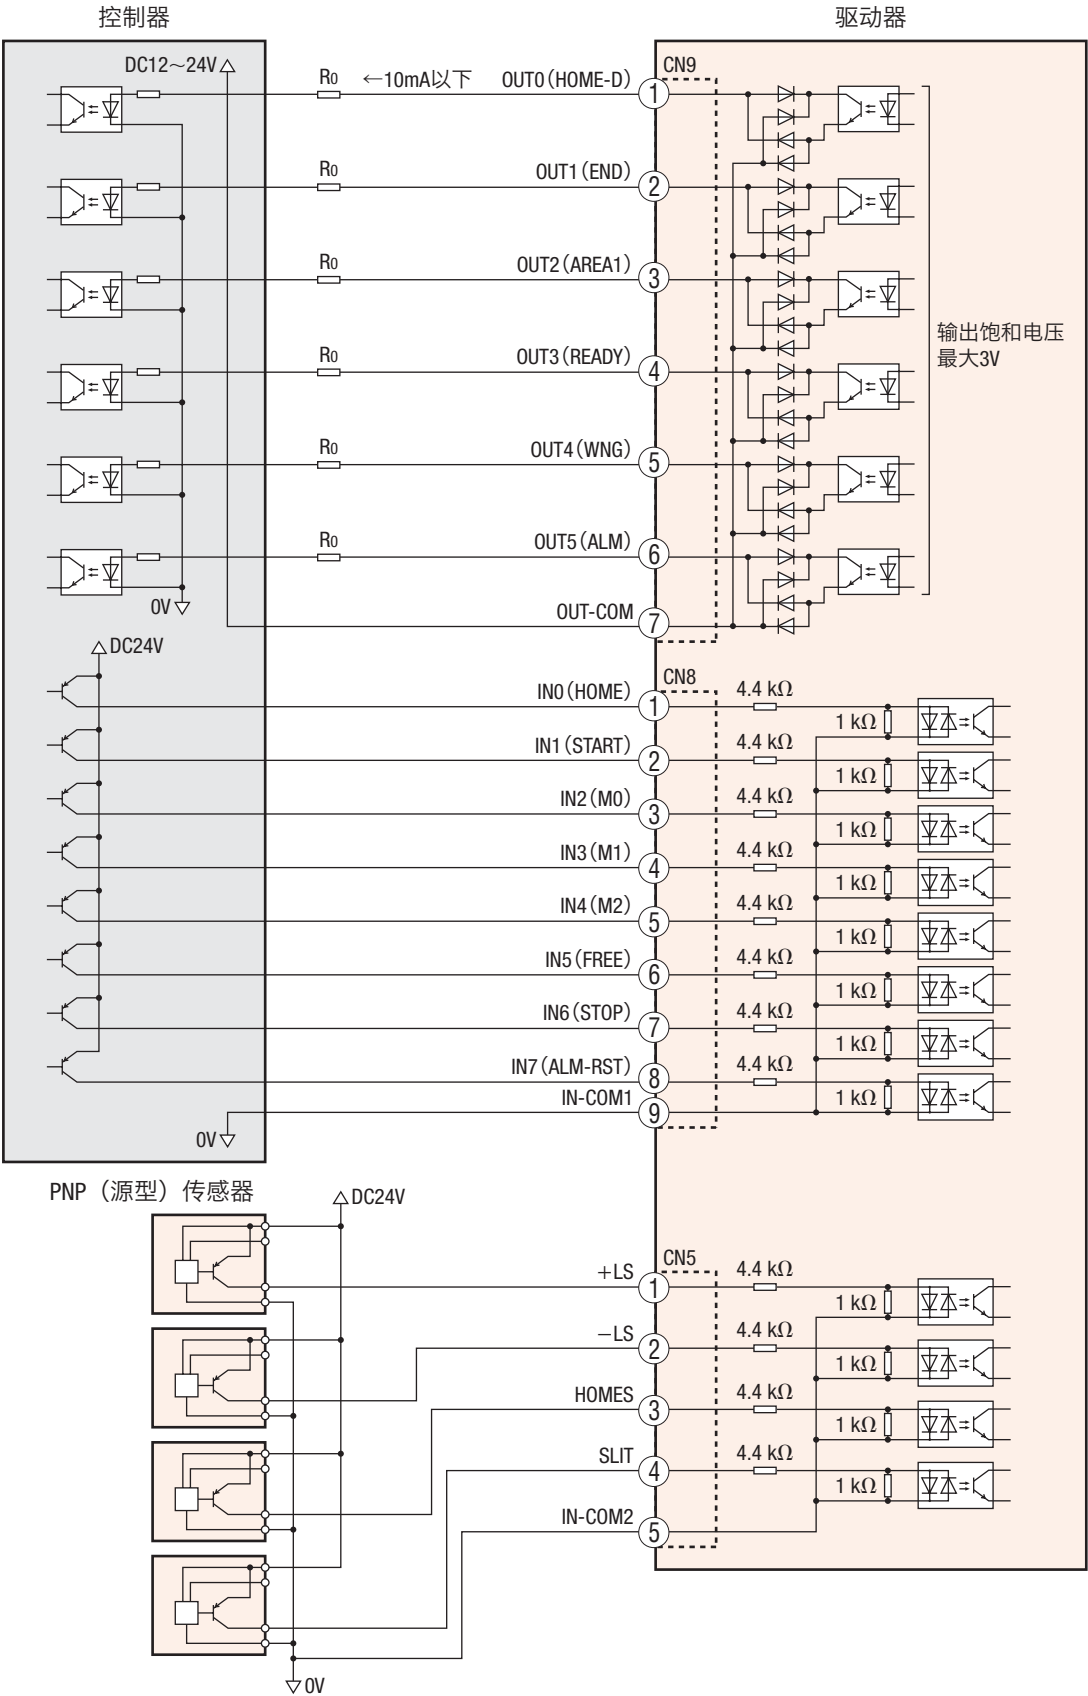 控制器
驱动器
DC12～24V
R0
←10mA以下
OUT0(HOME-D)
CN9
1
R0
OUT1(END)
2
R0
OUT2(AREA1)
3
输出饱和电压
最大3V
R0
OUT3(READY)
4
R0
OUT4(WNG)
5
R0
OUT5(ALM)
6
0V
OUT-COM
7
DC24V
CN8
IN0(HOME)
1
4.4 kΩ
1 kΩ
IN1(START)
2
4.4 kΩ
1 kΩ
IN2(M0)
3
4.4 kΩ
1 kΩ
IN3(M1)
4
4.4 kΩ
1 kΩ
IN4(M2)
5
4.4 kΩ
1 kΩ
IN5(FREE)
6
4.4 kΩ
1 kΩ
IN6(STOP)
7
4.4 kΩ
1 kΩ
IN7(ALM-RST)
8
4.4 kΩ
1 kΩ
IN-COM1
9
0V
PNP（源型）传感器
DC24V
CN5
+LS
1
4.4 kΩ
1 kΩ
−LS
2
4.4 kΩ
1 kΩ
HOMES
3
4.4 kΩ
1 kΩ
SLIT
4
4.4 kΩ
1 kΩ
IN-COM2
5
0V